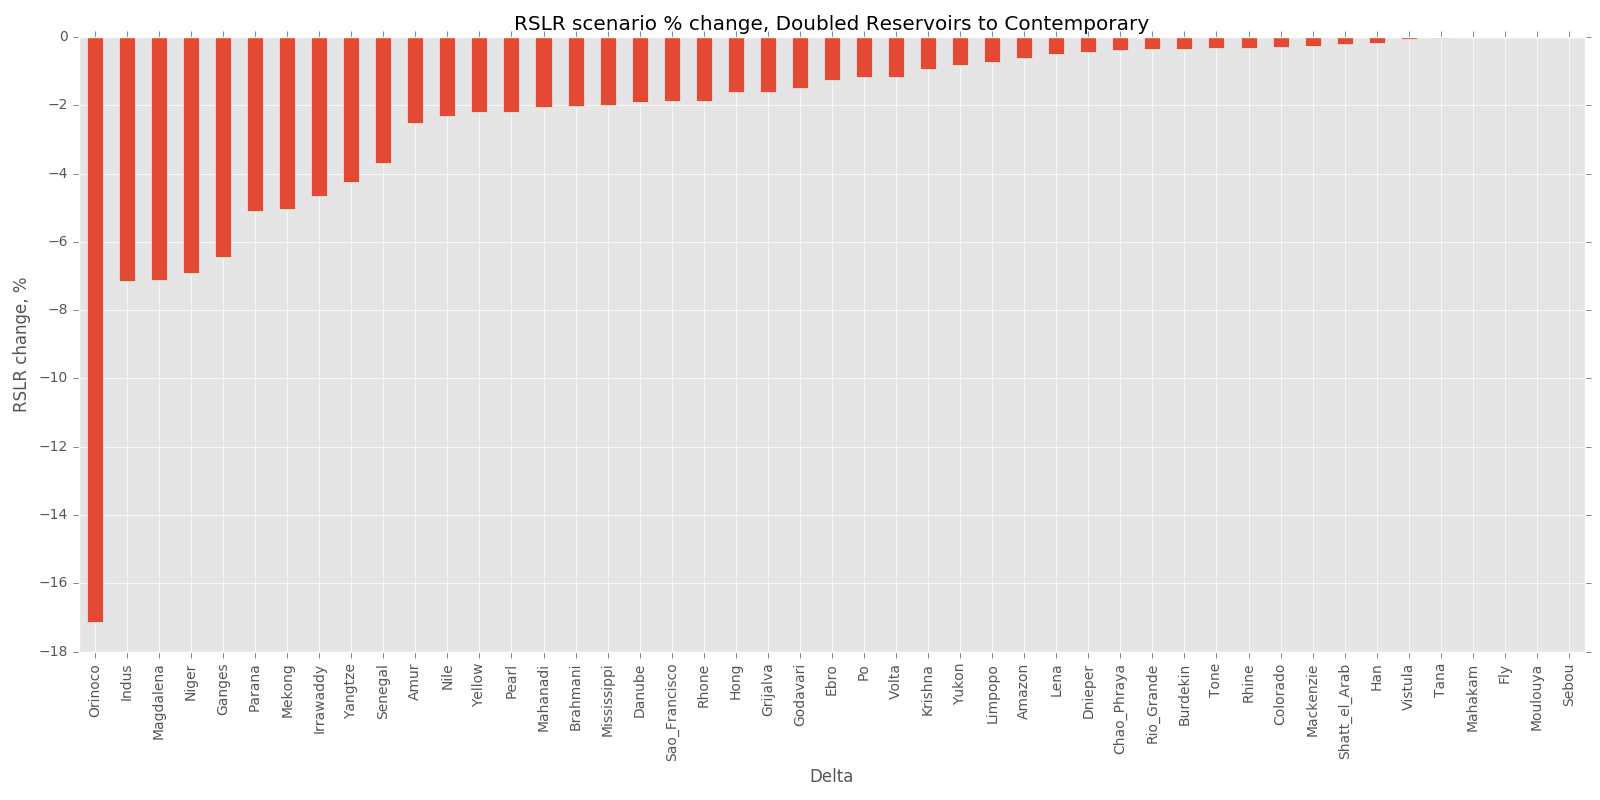 RSLR scenario % change, Doubled Reservoirs to Contemporary
0
−2
−4
−6
−8
−10
−12
−14
−16
−18
RSLR change, %
Orinoco
Indus
Magdalena
Niger
Ganges
Parana
Mekong
Irrawaddy
Yangtze
Senegal
Amur
Nile
Yellow
Pearl
Mahanadi
Brahmani
Mississippi
Danube
Sao_Francisco
Rhone
Hong
Grijalva
Godavari
Ebro
Po
Volta
Krishna
Yukon
Limpopo
Amazon
Lena
Dnieper
Chao_Phraya
Rio_Grande
Burdekin
Tone
Rhine
Colorado
Mackenzie
Shatt_el_Arab
Han
Vistula
Tana
Mahakam
Fly
Moulouya
Sebou
Delta